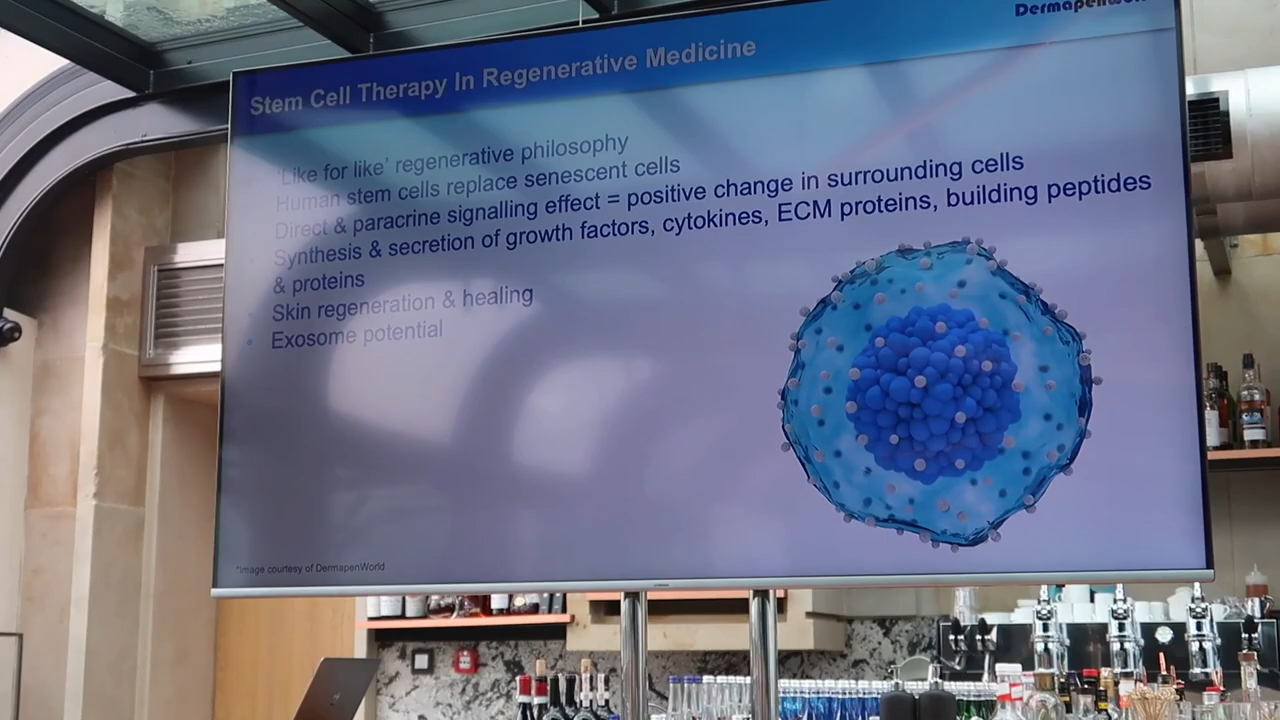 Dermapenworld
Stem Cell Therapy In Regenerative Medicine
'Like for like' regenerative philosophy
Human stem cells replace senescent cells
Direct & paracrine signalling effect = positive change in surrounding cells
Synthesis & secretion of growth factors, cytokines, ECM proteins, building peptides
& proteins
Skin regeneration & healing
• Exosome potential
*Image courtesy of DermapenWorld